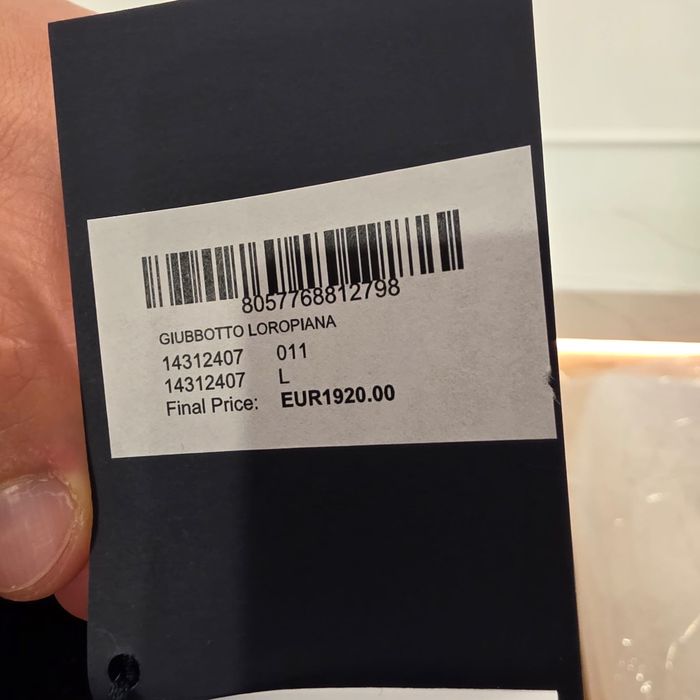 8057768812798
GIUBBOTTO LOROPIANA
14312407 011
14312407 L
Final Price: EUR1920.00